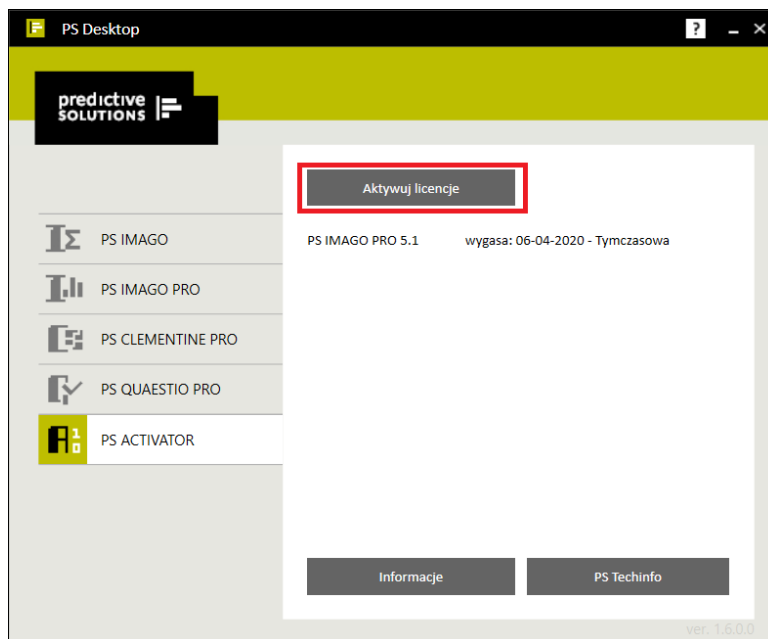 PS Desktop
?
predictive
SOLUTIONS
Aktywuj licencje
PS IMAGO PRO 5.1 wygasa: 06-04-2020 - Tymczasowa
PS IMAGO
PS IMAGO PRO
PS CLEMENTINE PRO
PS QUAESTIO PRO
PS ACTIVATOR
Informacje
PS Techinfo
ver. 1.6.0.0